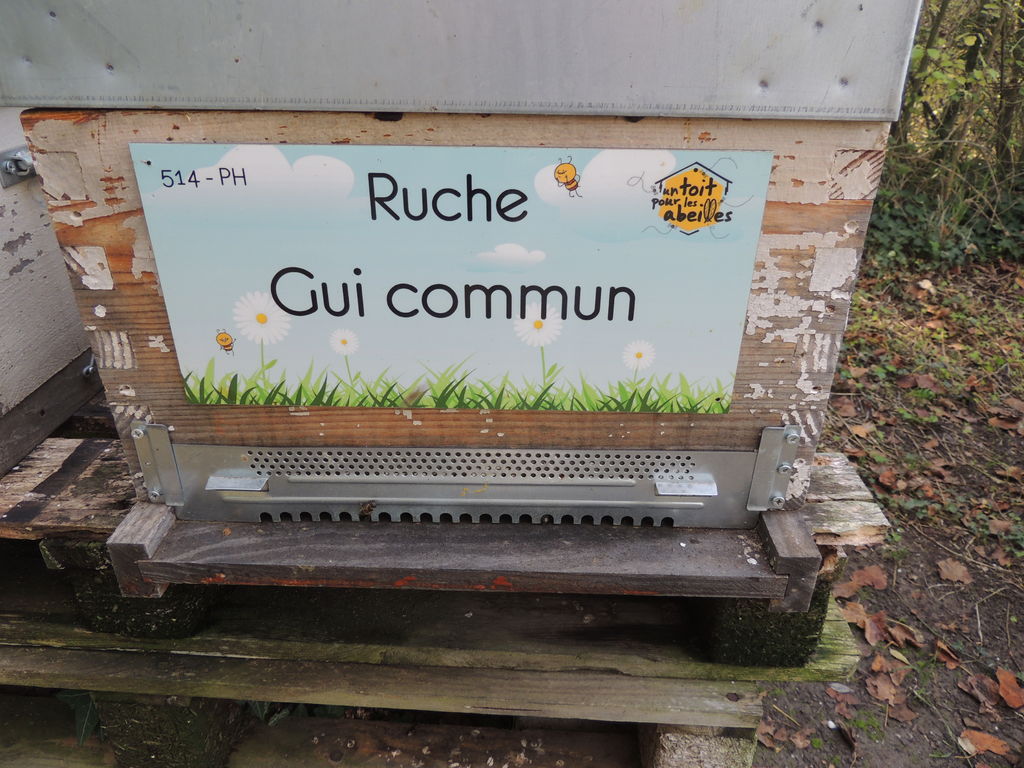 514 - PH
Ruche
un toit
pour les
abeilles
Gui commun